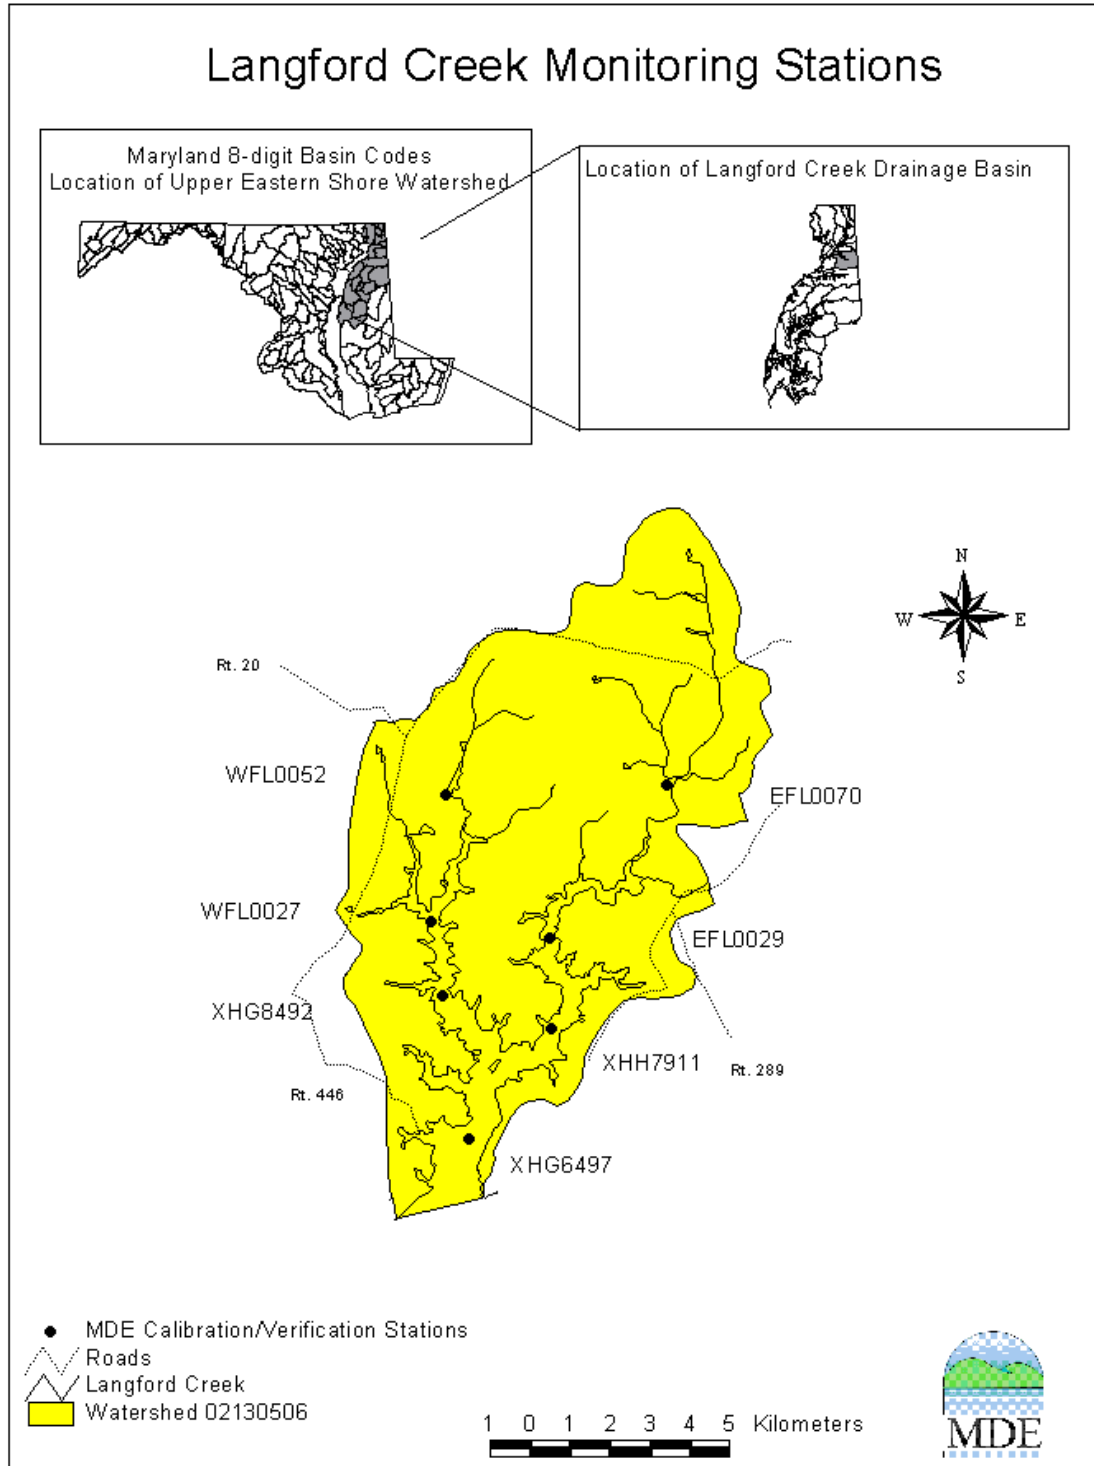 Langford Creek Monitoring Stations
Maryland 8-digit Basin Codes
Location of Upper Eastern Shore Watershed
Location of Langford Creek Drainage Basin
N
W
E
S
Rt. 20
WFL0052
EFL0070
WFL0027
EFL0029
XHG8492
XHH7911
Rt. 289
Rt. 446
XHG6497
MDE Calibration/Verification Stations
Roads
Langford Creek
Watershed 02130506
1 0 1 2 3 4 5 Kilometers
MDE